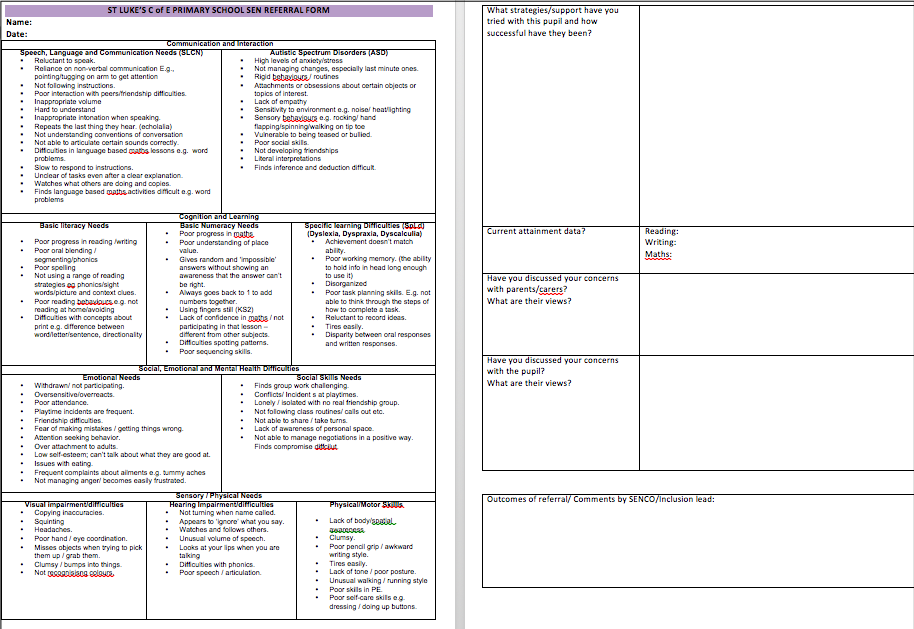 ST LUKE'S C of E PRIMARY SCHOOL SEN REFERRAL FORM
Name:
Date:
Communication and Interaction
Speech, Language and Communication Needs (SLCN)
• Reluctant to speak.
• Reliance on non-verbal communication E.g.,
pointing/tugging on arm to get attention
• Not following instructions.
• Poor interaction with peers/friendship difficulties.
• Inappropriate volume
• Hard to understand
• Inappropriate intonation when speaking.
• Repeats the last thing they hear. (echolalia)
• Not understanding conventions of conversation
• Not able to articulate certain sounds correctly.
• Difficulties in language based maths lessons e.g. word
problems.
• Slow to respond to instructions.
• Unclear of tasks even after a clear explanation.
• Watches what others are doing and copies.
• Finds language based maths activities difficult e.g. word
problems
Autistic Spectrum Disorders (ASD)
• High levels of anxiety/stress
• Not managing changes, especially last minute ones.
• Rigid behaviours / routines
• Attachments or obsessions about certain objects or
topics of interest.
• Lack of empathy
• Sensitivity to environment e.g. noise/ heat/lighting
• Sensory behaviours e.g. rocking/ hand
flapping/spinning/walking on tip toe
• Vulnerable to being teased or bullied.
• Poor social skills.
• Not developing friendships
• Literal interpretations
• Finds inference and deduction difficult.
Cognition and Learning
Basic literacy Needs
• Poor progress in reading /writing
• Poor oral blending /
segmenting/phonics
• Poor spelling
• Not using a range of reading
strategies eg phonics/sight
words/picture and context clues.
• Poor reading behaviours e.g. not
reading at home/avoiding
• Difficulties with concepts about
print e.g. difference between
word/letter/sentence, directionality
Basic Numeracy Needs
• Poor progress in maths.
• Poor understanding of place
value.
• Gives random and 'impossible'
answers without showing an
awareness that the answer can't
be right.
• Always goes back to 1 to add
numbers together.
• Using fingers still (KS2)
• Lack of confidence in maths / not
participating in that lesson –
different from other subjects.
• Difficulties spotting patterns.
• Poor sequencing skills.
Specific learning Difficulties (SpLd)
(Dyslexia, Dyspraxia, Dyscalculia)
• Achievement doesn't match
ability.
• Poor working memory. (the ability
to hold info in head long enough
to use it)
• Disorganized
• Poor task planning skills. E.g. not
able to think through the steps of
how to complete a task.
• Reluctant to record ideas.
• Tires easily.
• Disparity between oral responses
and written responses.
Social, Emotional and Mental Health Difficulties
Emotional Needs
• Withdrawn/ not participating.
• Oversensitive/overreacts.
• Poor attendance.
• Playtime incidents are frequent.
• Friendship difficulties.
• Fear of making mistakes / getting things wrong.
• Attention seeking behavior.
• Over attachment to adults.
• Low self-esteem; can't talk about what they are good at.
• Issues with eating.
• Frequent complaints about ailments e.g. tummy aches
• Not managing anger/ becomes easily frustrated.
Social Skills Needs
• Finds group work challenging.
• Conflicts/ Incident s at playtimes.
• Lonely / isolated with no real friendship group.
• Not following class routines/ calls out etc.
• Not able to share / take turns.
• Lack of awareness of personal space.
• Not able to manage negotiations in a positive way.
Finds compromise difficlut.
Sensory / Physical Needs
Visual impairment/difficulties
• Copying inaccuracies.
• Squinting
• Headaches.
• Poor hand / eye coordination.
• Misses objects when trying to pick
them up / grab them.
• Clumsy / bumps into things.
• Not recognising colours.
Hearing Impairment/difficulties
• Not turning when name called.
• Appears to 'ignore' what you say.
• Watches and follows others.
• Unusual volume of speech.
• Looks at your lips when you are
talking
• Difficulties with phonics.
• Poor speech / articulation.
Physical/Motor Skills.
• Lack of body/spatial
awareness.
• Clumsy.
• Poor pencil grip / awkward
writing style.
• Tires easily.
• Lack of tone / poor posture.
• Unusual walking / running style
• Poor skills in PE.
• Poor self-care skills e.g.
dressing / doing up buttons.
What strategies/support have you
tried with this pupil and how
successful have they been?
Current attainment data?
Reading:
Writing:
Maths:
Have you discussed your concerns
with parents/carers?
What are their views?
Have you discussed your concerns
with the pupil?
What are their views?
Outcomes of referral/ Comments by SENCO/Inclusion lead: